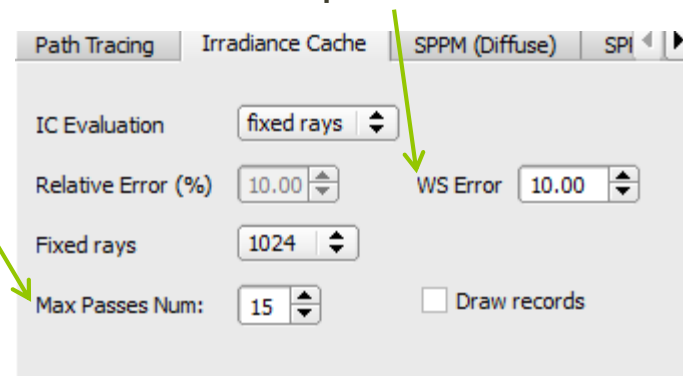 Path Tracing Irradiance Cache SPPM (Diffuse)
IC Evaluation fixed rays
Relative Error (%) 10.00 WS Error 10.00
Fixed rays 1024
Max Passes Num: 15 Draw records